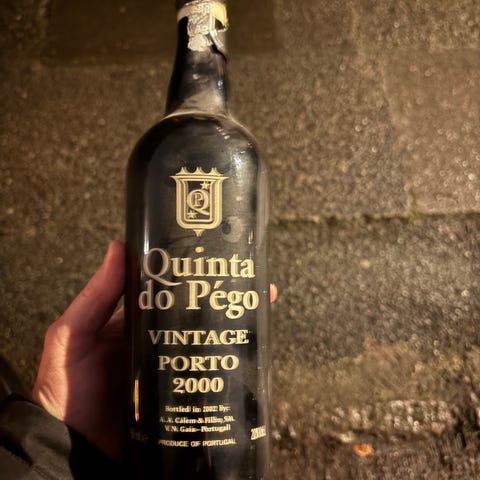 QP
Quinta
do Pégo
VINTAGE
PORTO
2000
Bottled in 2002 by:
A. A. Cálem & Filho, SA.
V. N. Gaia - Portugal
PRODUCE OF PORTUGAL